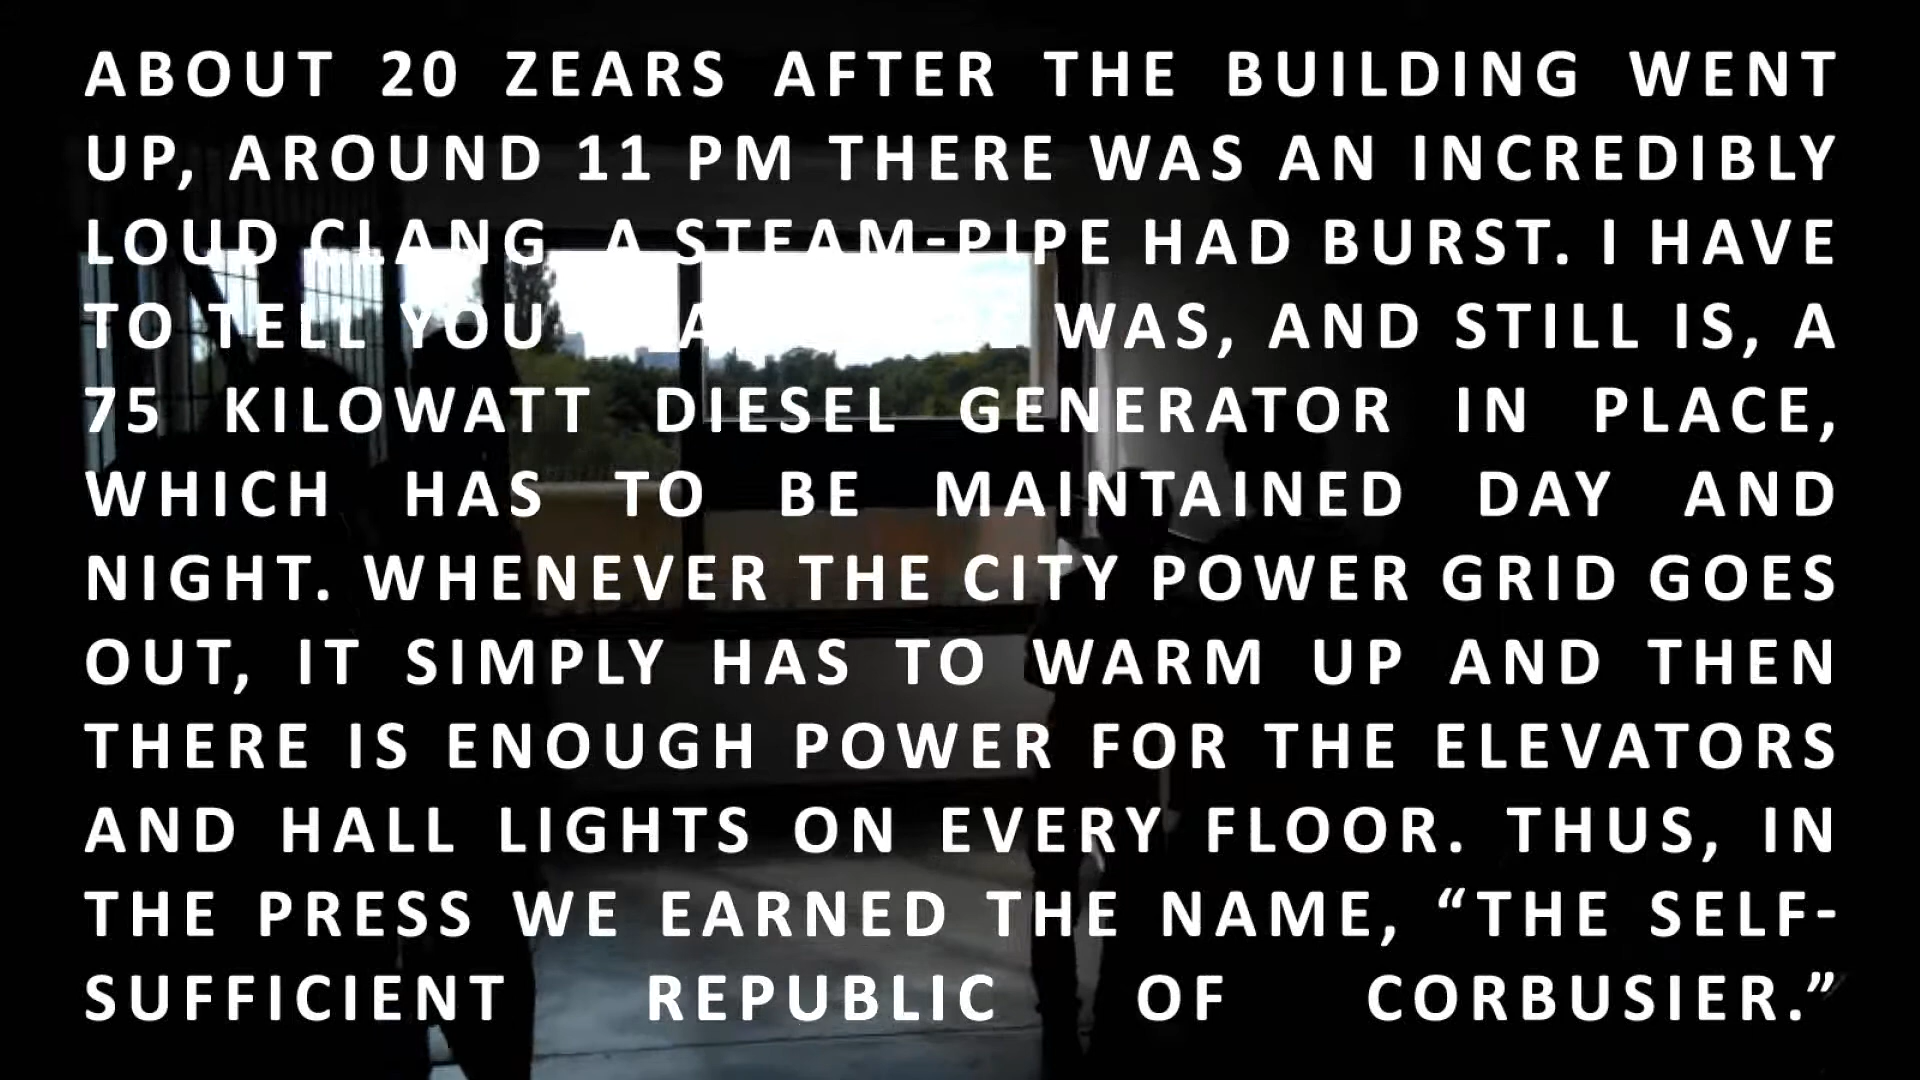 ABOUT 20 ZEARS AFTER THE BUILDING WENT
UP, AROUND 11 PM THERE WAS AN INCREDIBLY
LOUD CLANG A STEAM-PIPE HAD BURST. I HAVE
TO TELL YOU WAS, AND STILL IS, A
75 KILOWATT DIESEL GENERATOR IN PLACE,
WHICH HAS TO BE MAINTAINED DAY AND
NIGHT. WHENEVER THE CITY POWER GRID GOES
OUT, IT SIMPLY HAS TO WARM UP AND THEN
THERE IS ENOUGH POWER FOR THE ELEVATORS
AND HALL LIGHTS ON EVERY FLOOR. THUS, IN
THE PRESS WE EARNED THE NAME, “THE SELF-
SUFFICIENT REPUBLIC OF CORBUSIER.”